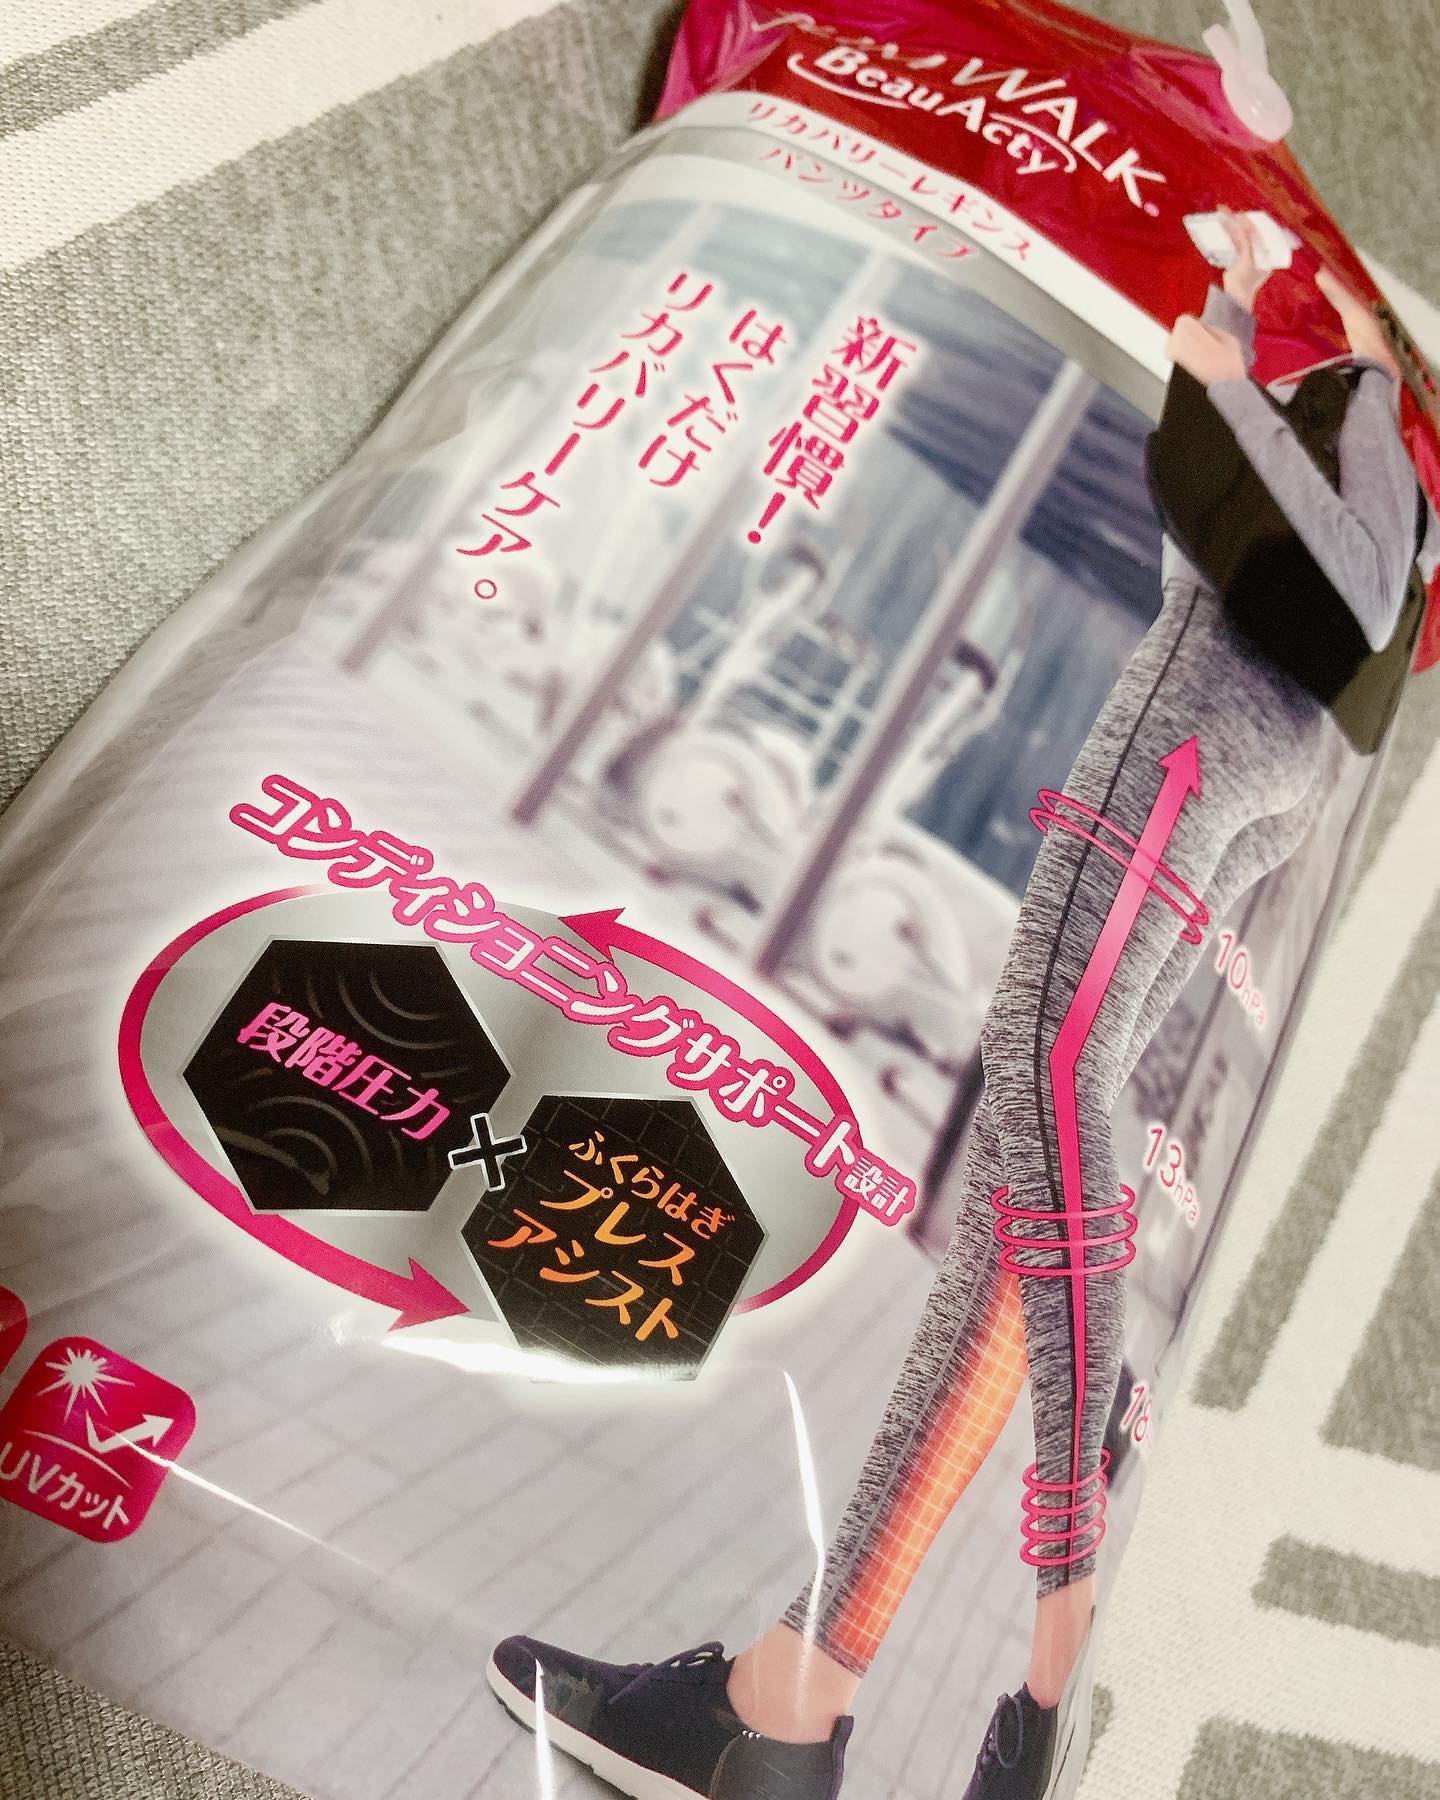 WALK®
BeauActy
リカバリーレギンス
パンツタイプ
新習慣!
はくだけ
リカバリーケア。
コンディショニングサポート設計
段階圧力
×
ふくらはぎ
プレス
アシスト
10hPa
13hPa
18
UVカット